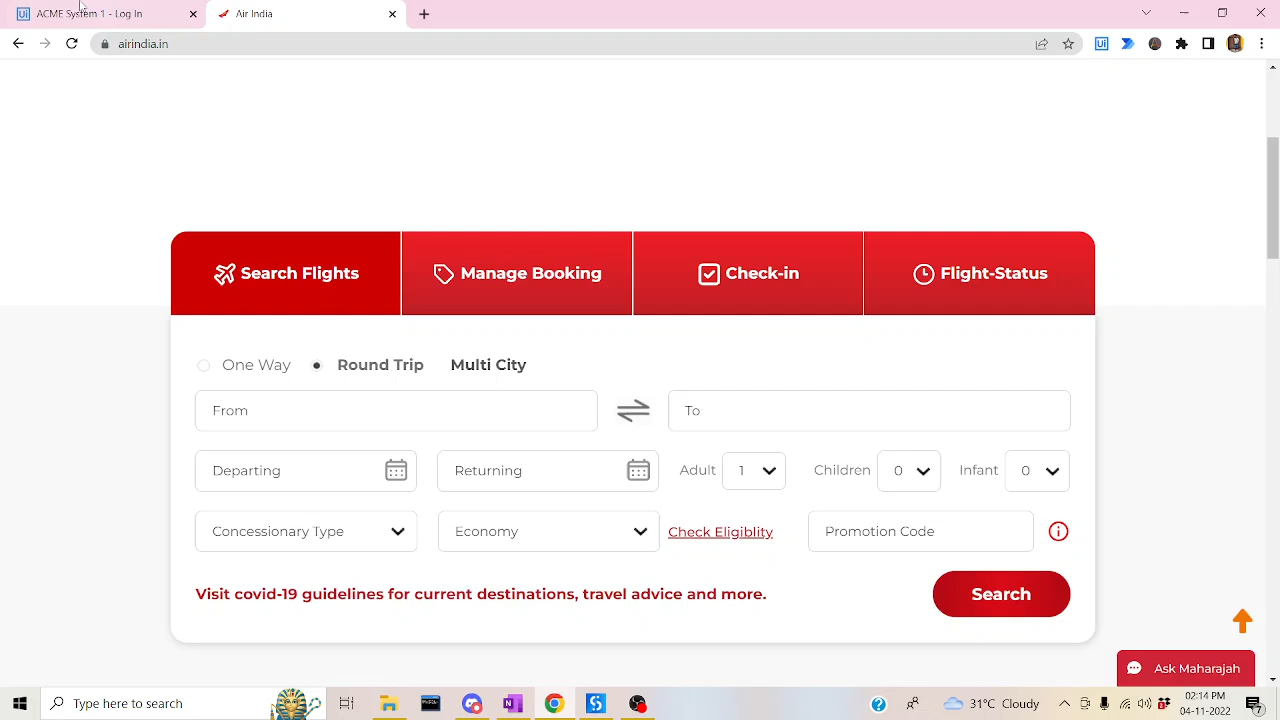 Ui ACME System 1 - Log In
Air India
airindia.in
Ui
Search Flights
Manage Booking
Check-in
Flight-Status
One Way
Round Trip
Multi City
From
To
Departing
Returning
Adult 1
Children 0
Infant 0
Concessionary Type
Economy
Check Eligiblity
Promotion Code
Visit covid-19 guidelines for current destinations, travel advice and more.
Search
Ask Maharajah
Type here to search
31°C Cloudy
02:14 PM
04-11-2022
7